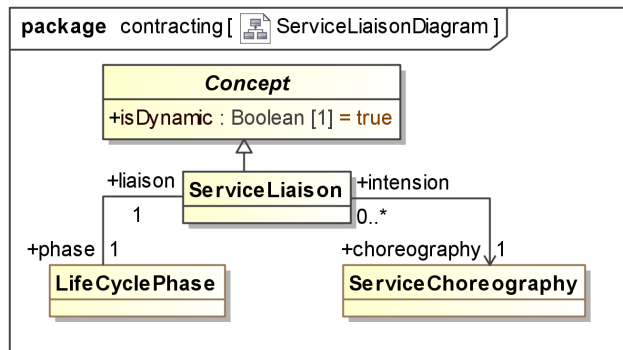 package contracting [ ServiceLiaisonDiagram ]
Concept
+isDynamic : Boolean [1] = true
+liaison
ServiceLiaison
+intension
1
0..*
+phase
1
+choreography
1
LifeCyclePhase
ServiceChoreography